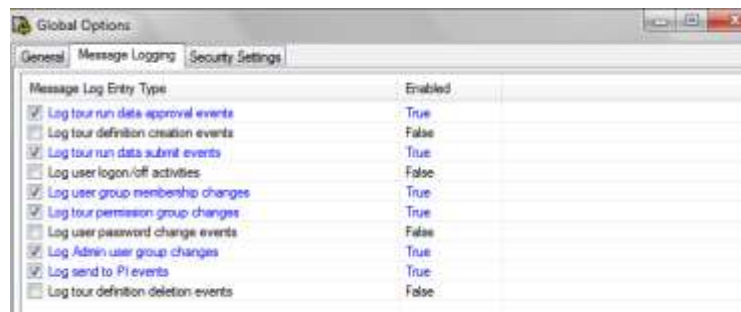 Global Options
General Message Logging Security Settings
Message Log Entry Type Enabled
Log tour run data approval events True
Log tour definition creation events False
Log tour run data submit events True
Log user logon/off activities False
Log user group membership changes True
Log tour permission group changes True
Log user password change events False
Log Admin user group changes True
Log send to PI events True
Log tour definition deletion events False